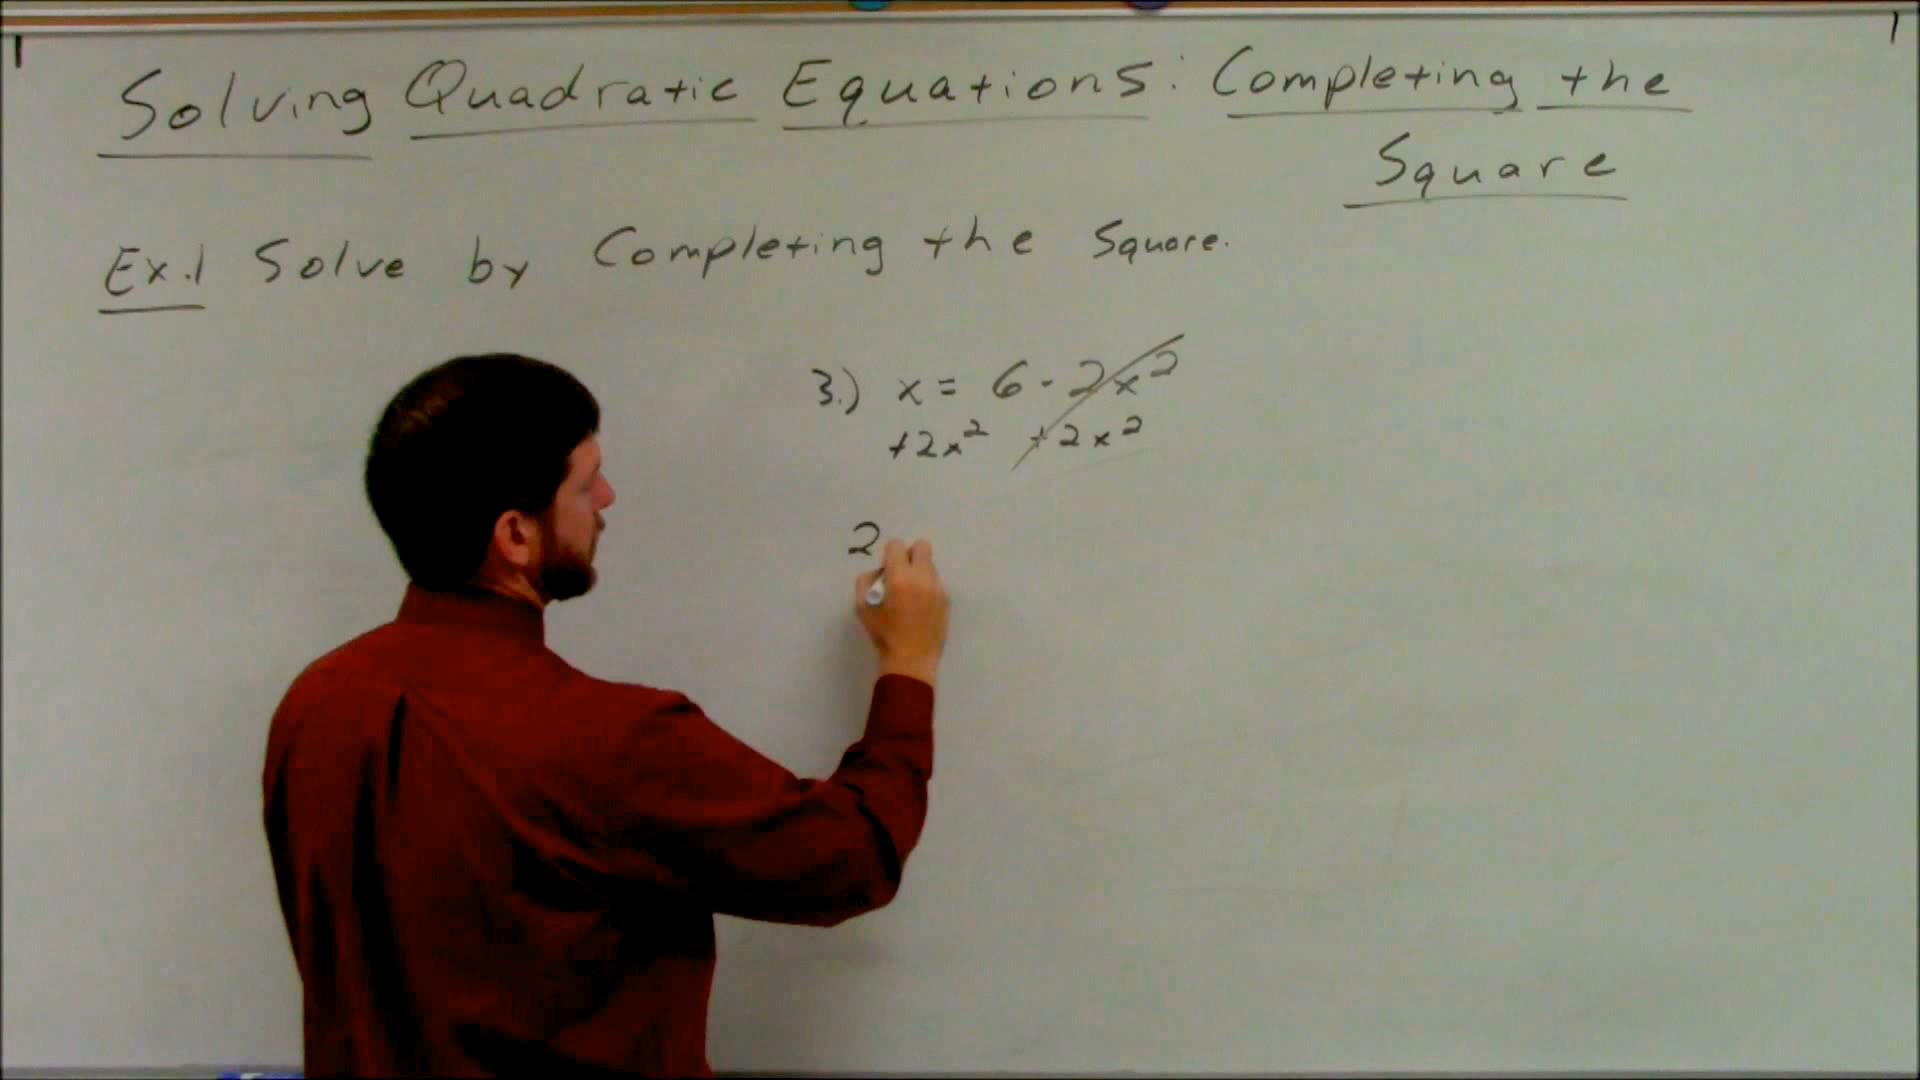 Solving Quadratic Equations: Completing the
Square
Ex.1 Solve by Completing the Square.
3.) x = 6 - 2x²
+2x² +2x²
2